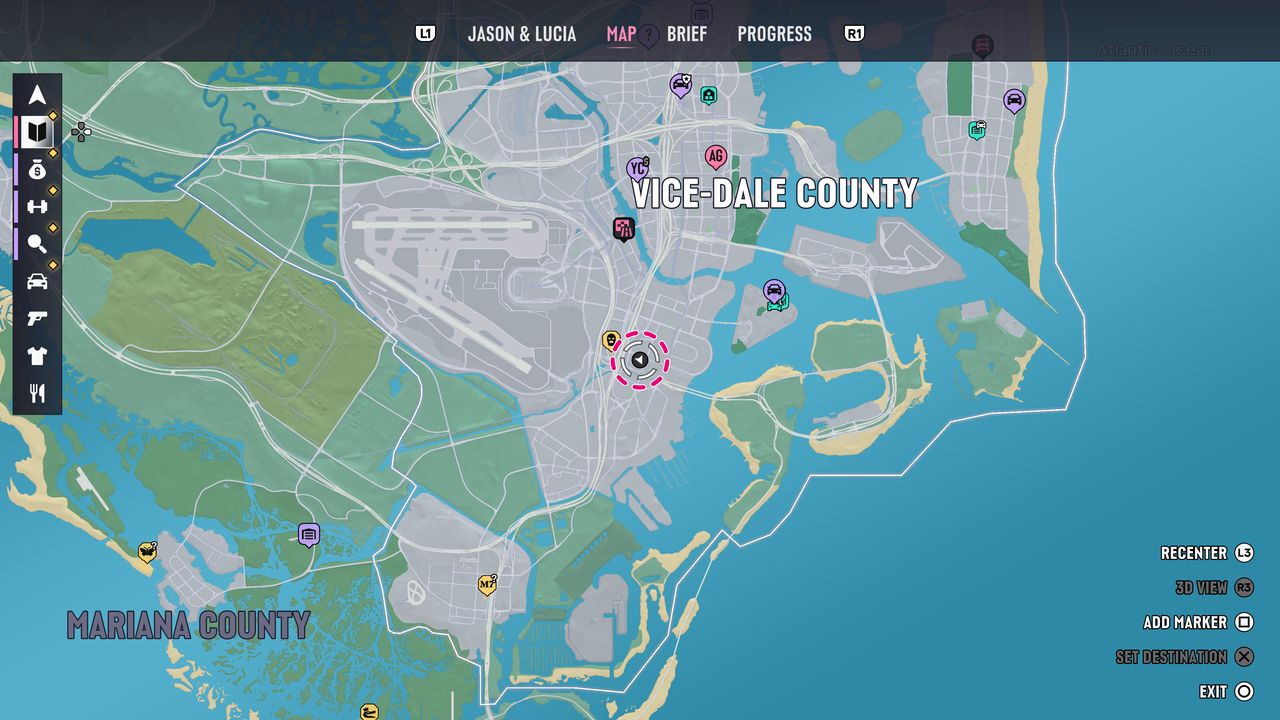 L1 JASON & LUCIA MAP ? BRIEF PROGRESS R1
Atlantic Ocean
AG
YC $
VICE-DALE COUNTY
RECENTER L3
3D VIEW R3
M? ?
ADD MARKER
MARIANA COUNTY
SET DESTINATION
EXIT